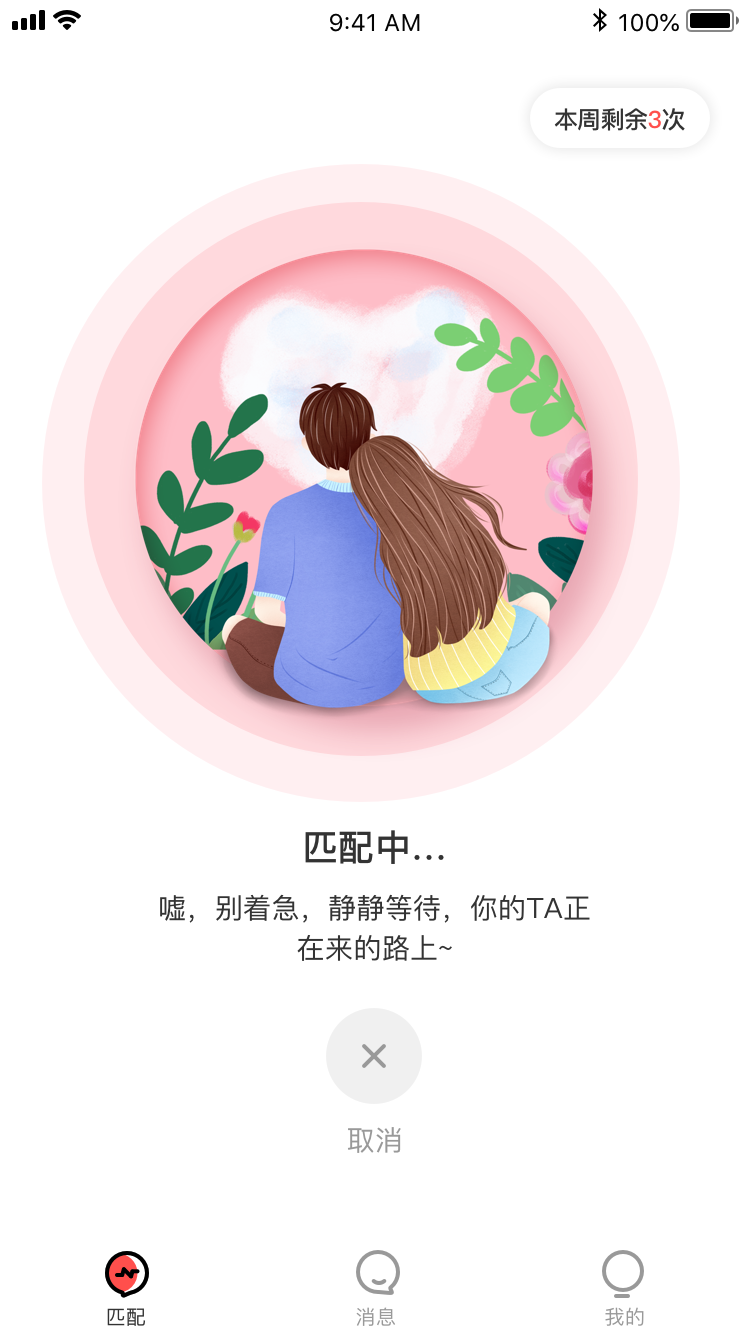 9:41 AM
100%
本周剩余3次
匹配中...
嘘，别着急，静静等待，你的TA正
在来的路上~
取消
匹配
消息
我的